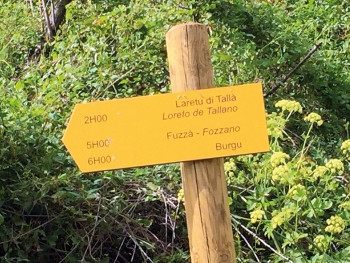 2H00 Laretu di Tallà
Loreto de Tallano
5H00 Fuzzà - Fozzano
6H00 Burgu